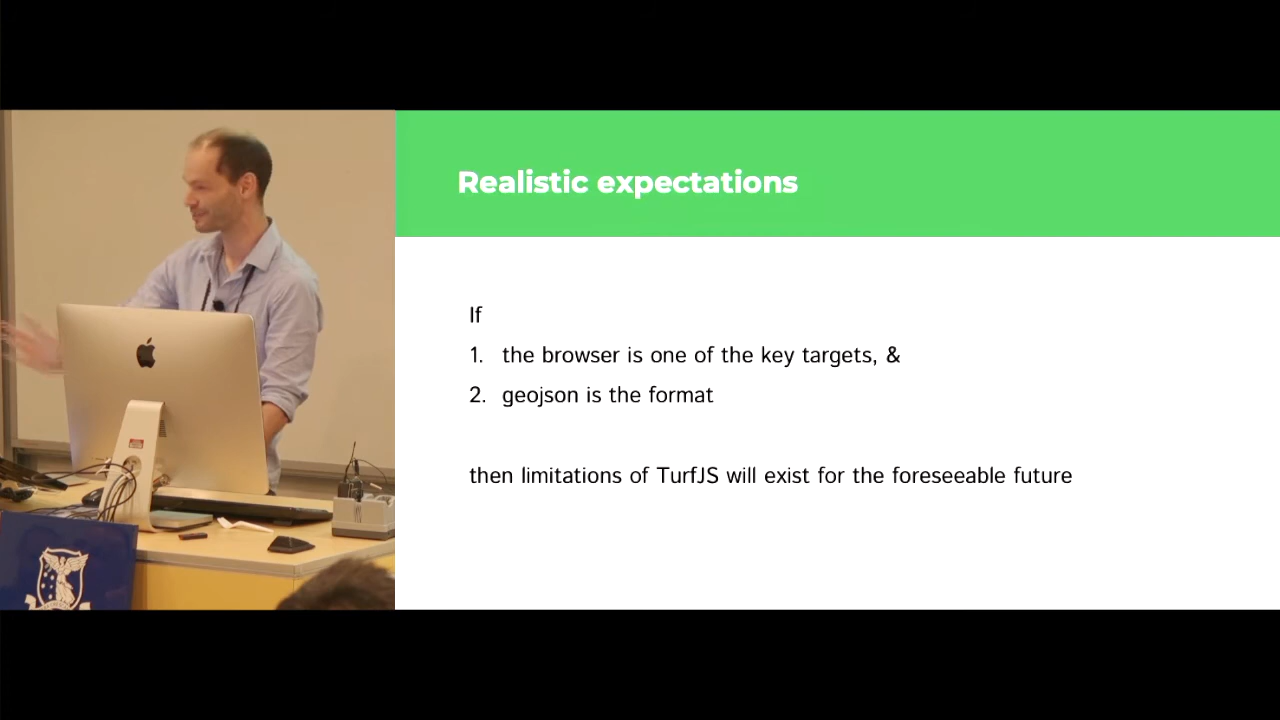 Realistic expectations
If
1. the browser is one of the key targets, &
2. geojson is the format
then limitations of TurfJS will exist for the foreseeable future